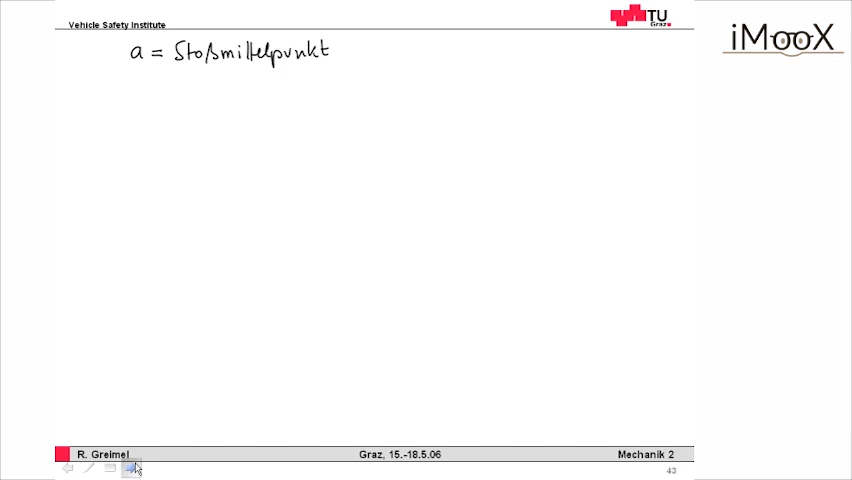 Vehicle Safety Institute
TU
Graz
iMooX
a = Stoßmittelpunkt
R. Greimel
Graz, 15.-18.5.06
Mechanik 2
43